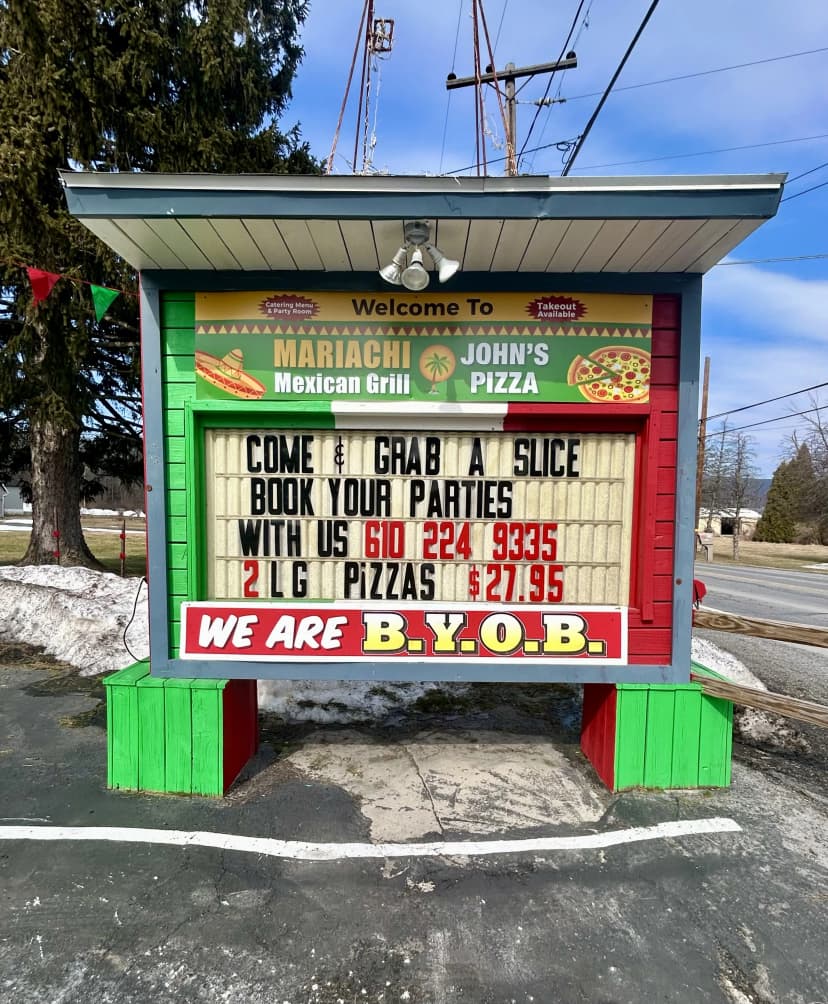 Catering Menu
& Party Room
Welcome To
Takeout
Available
MARIACHI
Mexican Grill
JOHN'S
PIZZA
COME & GRAB A SLICE
BOOK YOUR PARTIES
WITH US 610 224 9335
2 LG PiZZAS $27.95
WE ARE B.Y.O.B.